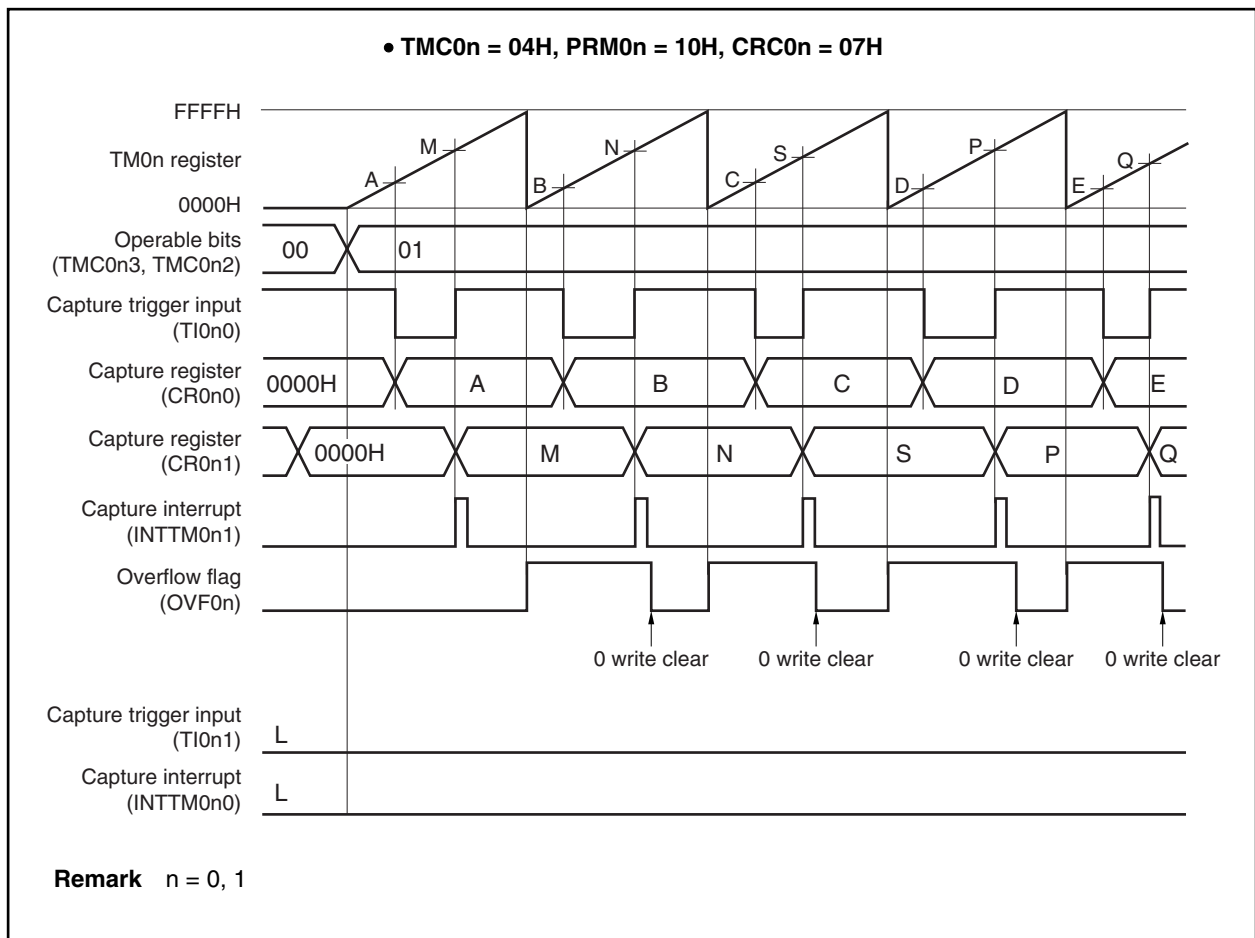 • TMC0n = 04H, PRM0n = 10H, CRC0n = 07H
FFFFH
TM0n register
0000H
A M B N C S D P E Q
Operable bits
(TMC0n3, TMC0n2)
00 01
Capture trigger input
(TI0n0)
Capture register
(CR0n0)
0000H A B C D E
Capture register
(CR0n1)
0000H M N S P Q
Capture interrupt
(INTTM0n1)
Overflow flag
(OVF0n)
0 write clear 0 write clear 0 write clear 0 write clear
Capture trigger input
(TI0n1)
L
Capture interrupt
(INTTM0n0)
L
Remark n = 0, 1